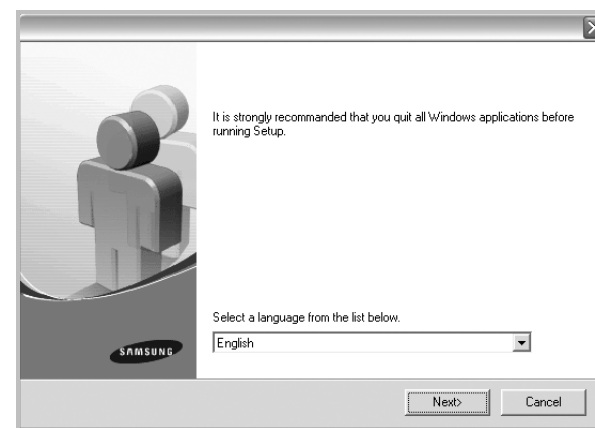 It is strongly recommanded that you quit all Windows applications before
running Setup.
Select a language from the list below.
SAMSUNG
English
Next>
Cancel